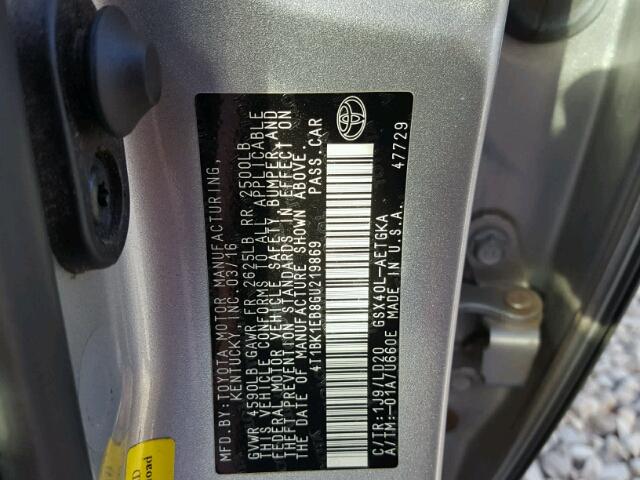 MFD.BY:TOYOTA MOTOR MANUFACTURING,
KENTUCKY,INC. 03/16
GVWR 4590LB GAWR FR 2625LB RR 2500LB
THIS VEHICLE CONFORMS TO ALL APPLICABLE
FEDERAL MOTOR VEHICLE SAFETY, BUMPER, AND
THEFT PREVENTION STANDARDS IN EFFECT ON
THE DATE OF MANUFACTURE SHOWN ABOVE.
4T1BK1EB8GU219869 PASS.CAR
C/TR:1J9/LD20 GSX40L-AETGKA
A/TM:-01A/U660E MADE IN U.S.A.
47729
oad